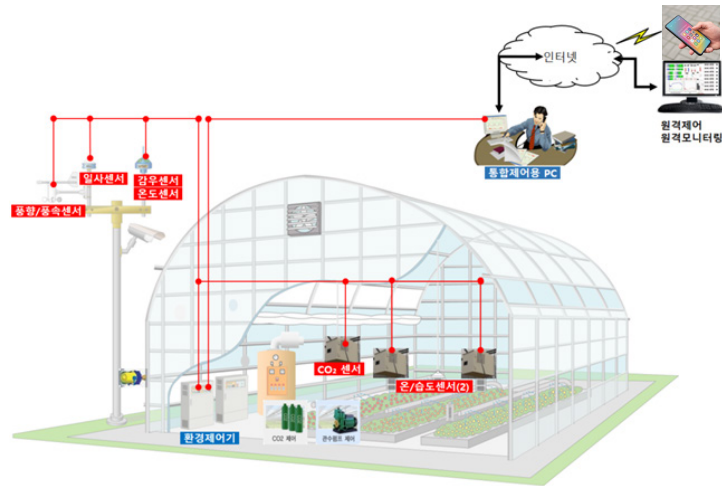 인터넷
원격제어
원격모니터링
통합제어용 PC
일사센서
감우센서
온도센서
풍향/풍속센서
CO₂ 센서
온/습도센서(2)
환경제어기
CO2 제어
관수펌프 제어